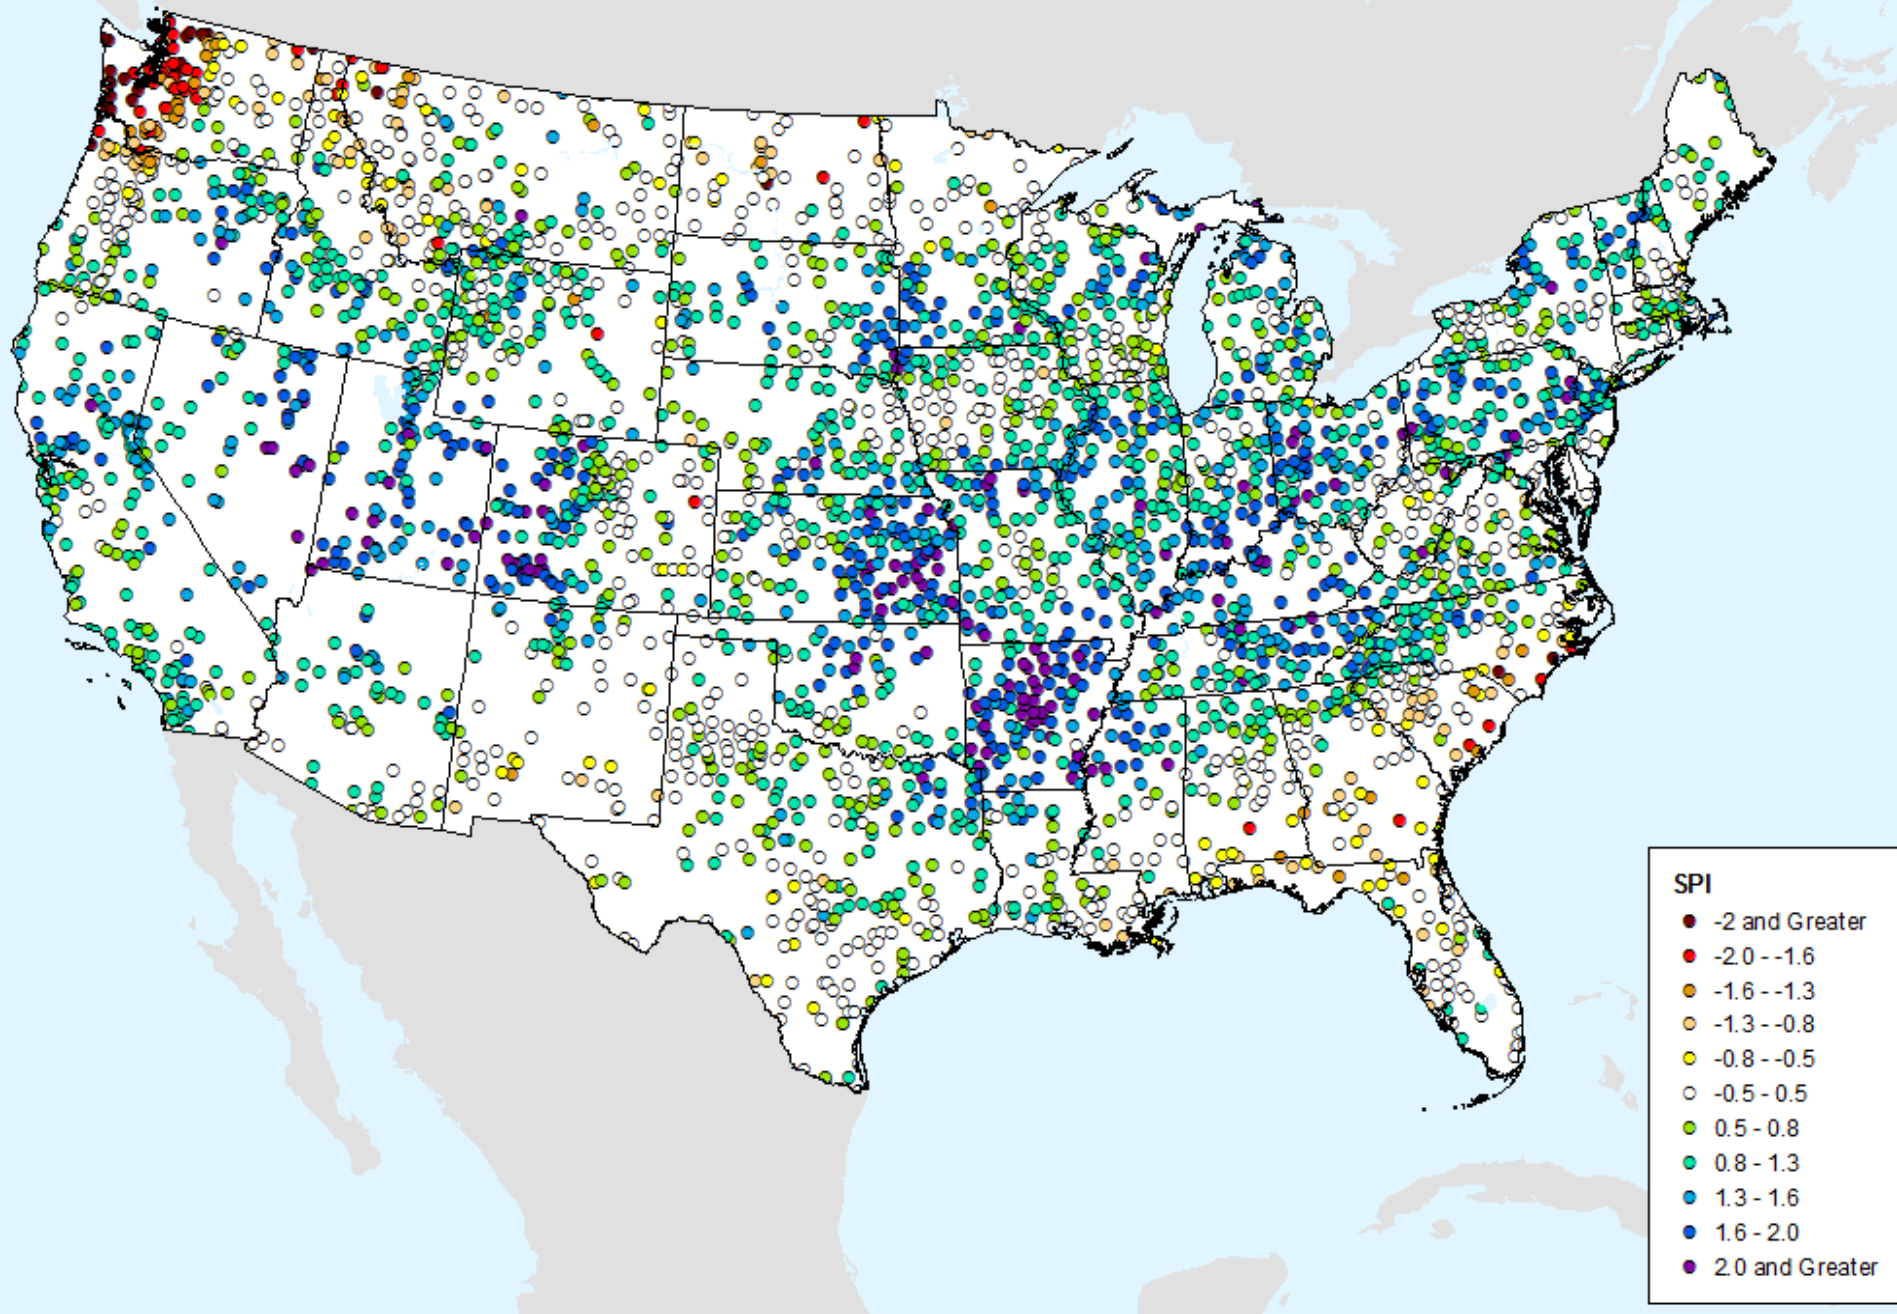 SPI
-2 and Greater
-2.0 - -1.6
-1.6 - -1.3
-1.3 - -0.8
-0.8 - -0.5
-0.5 - 0.5
0.5 - 0.8
0.8 - 1.3
1.3 - 1.6
1.6 - 2.0
2.0 and Greater